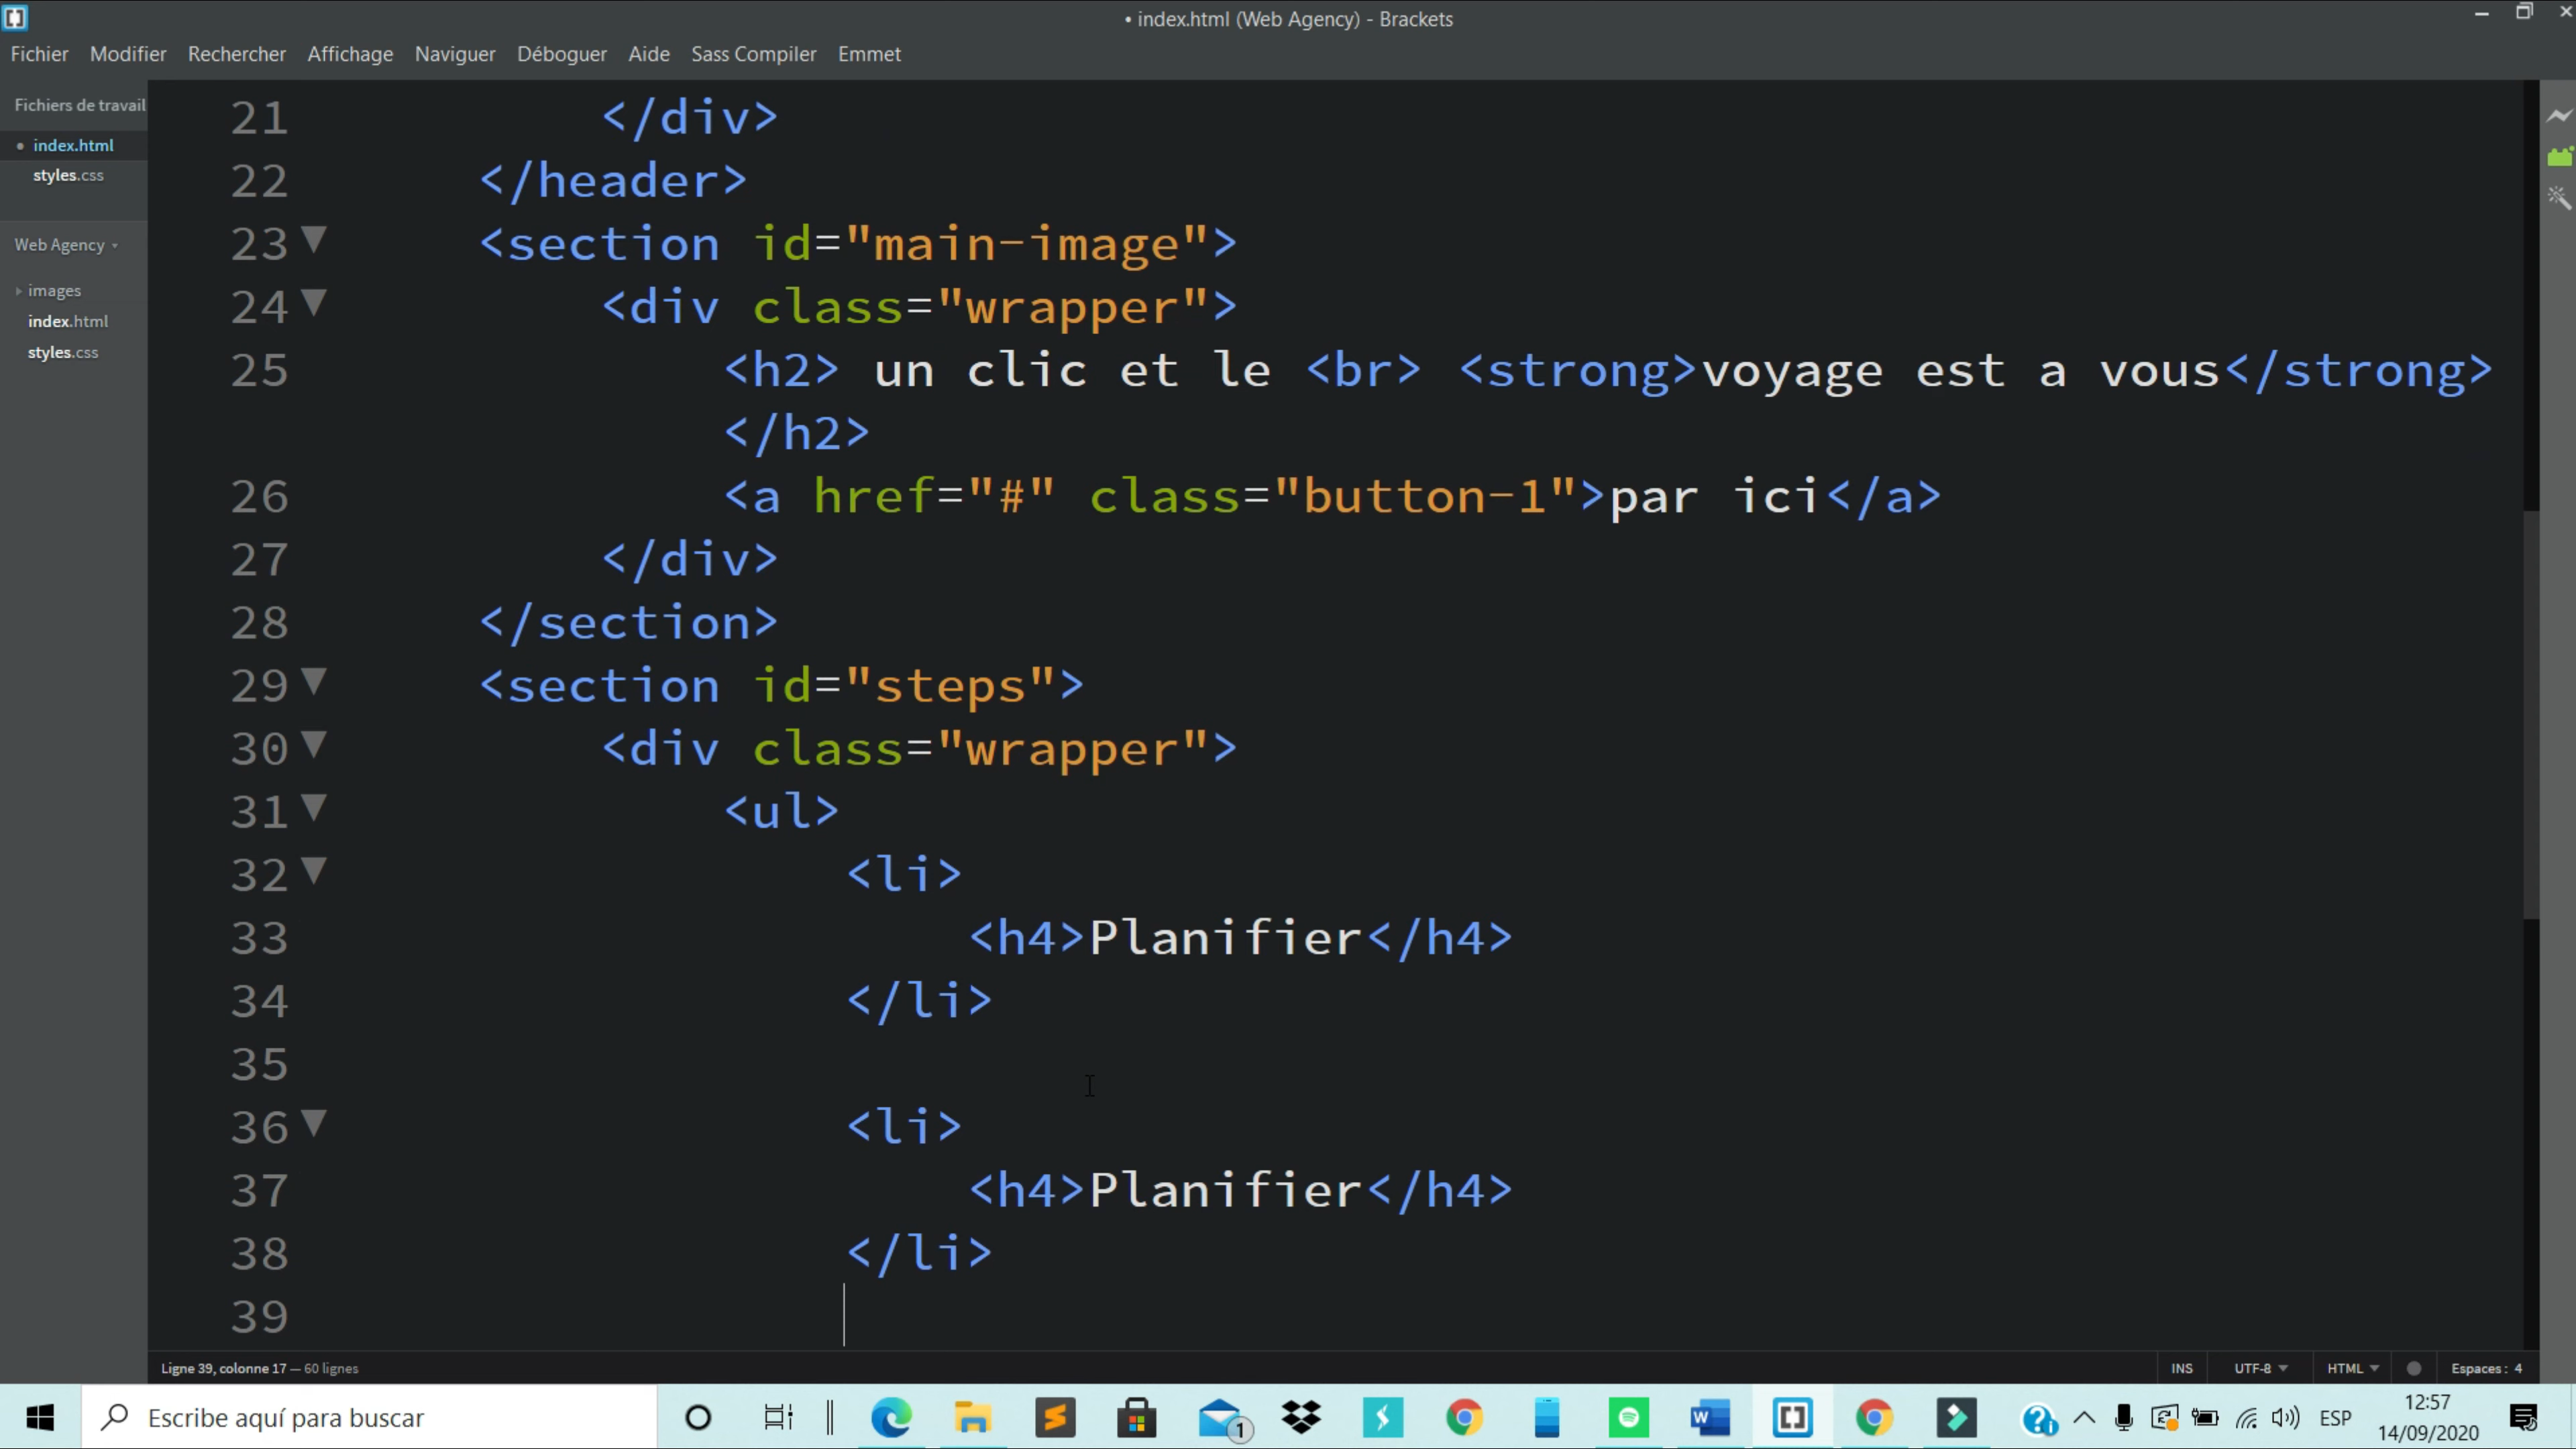 • index.html (Web Agency) - Brackets
Fichier Modifier Rechercher Affichage Naviguer Déboguer Aide Sass Compiler Emmet
Fichiers de travail
• index.html
styles.css
Web Agency
images
index.html
styles.css
21 </div>
22 </header>
23 <section id="main-image">
24 <div class="wrapper">
25 <h2> un clic et le <br> <strong>voyage est a vous</strong>
</h2>
26 <a href="#" class="button-1">par ici</a>
27 </div>
28 </section>
29 <section id="steps">
30 <div class="wrapper">
31 <ul>
32 <li>
33 <h4>Planifier</h4>
34 </li>
35
36 <li>
37 <h4>Planifier</h4>
38 </li>
39
Ligne 39, colonne 17 — 60 lignes
INS UTF-8 HTML Espaces : 4
Escribe aquí para buscar
1
ESP
12:57
14/09/2020